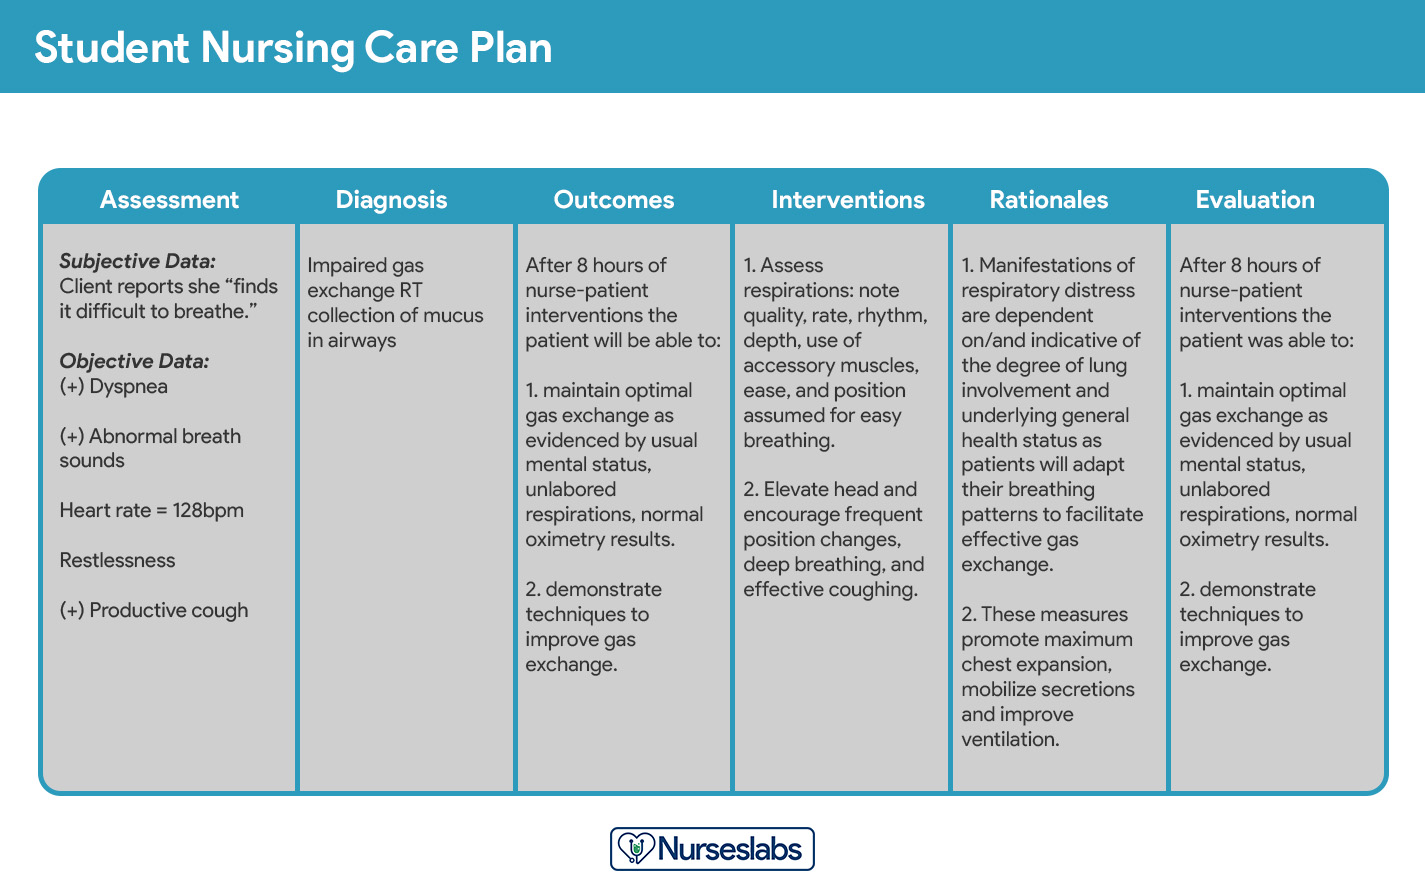 Student Nursing Care Plan
Assessment
Diagnosis
Outcomes
Interventions
Rationales
Evaluation
Subjective Data:
Client reports she “finds
it difficult to breathe.”
Objective Data:
(+) Dyspnea
(+) Abnormal breath
sounds
Heart rate = 128bpm
Restlessness
(+) Productive cough
Impaired gas
exchange RT
collection of mucus
in airways
After 8 hours of
nurse-patient
interventions the
patient will be able to:
1. maintain optimal
gas exchange as
evidenced by usual
mental status,
unlabored
respirations, normal
oximetry results.
2. demonstrate
techniques to
improve gas
exchange.
1. Assess
respirations: note
quality, rate, rhythm,
depth, use of
accessory muscles,
ease, and position
assumed for easy
breathing.
2. Elevate head and
encourage frequent
position changes,
deep breathing, and
effective coughing.
1. Manifestations of
respiratory distress
are dependent
on/and indicative of
the degree of lung
involvement and
underlying general
health status as
patients will adapt
their breathing
patterns to facilitate
effective gas
exchange.
2. These measures
promote maximum
chest expansion,
mobilize secretions
and improve
ventilation.
After 8 hours of
nurse-patient
interventions the
patient was able to:
1. maintain optimal
gas exchange as
evidenced by usual
mental status,
unlabored
respirations, normal
oximetry results.
2. demonstrate
techniques to
improve gas
exchange.
Nurseslabs